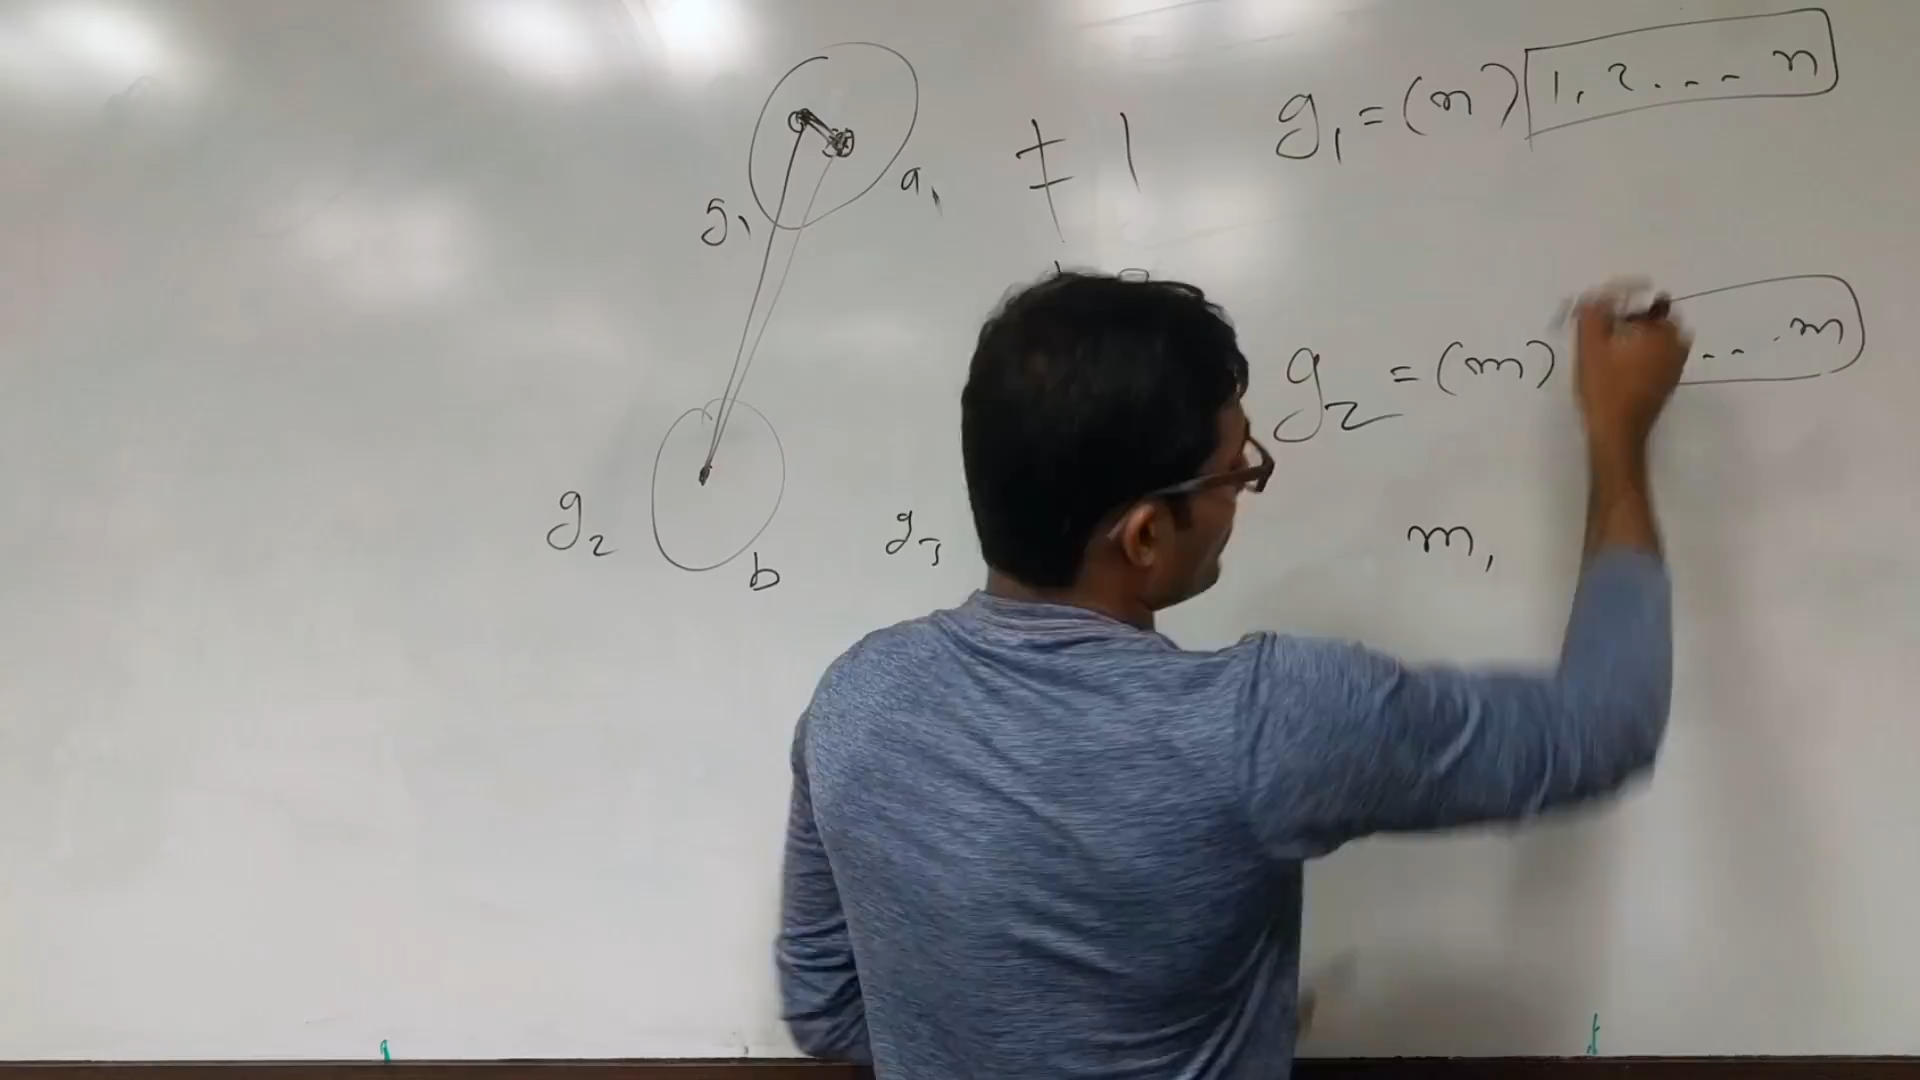 g₁ = (n) 1, 2 . . . . n
≠ 1
a₁
g₁
g₂ = (m) . . . m
g₂
g₃
m,
b